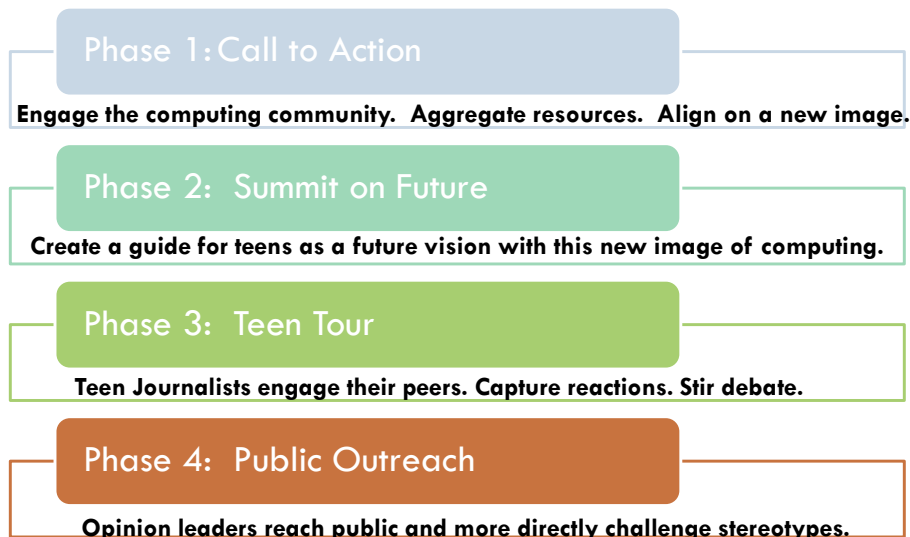 Phase 1: Call to Action
Engage the computing community.  Aggregate resources.  Align on a new image.
Phase 2:  Summit on Future
Create a guide for teens as a future vision with this new image of computing.
Phase 3:  Teen Tour
Teen Journalists engage their peers. Capture reactions. Stir debate.
Phase 4:  Public Outreach
Opinion leaders reach public and more directly challenge stereotypes.